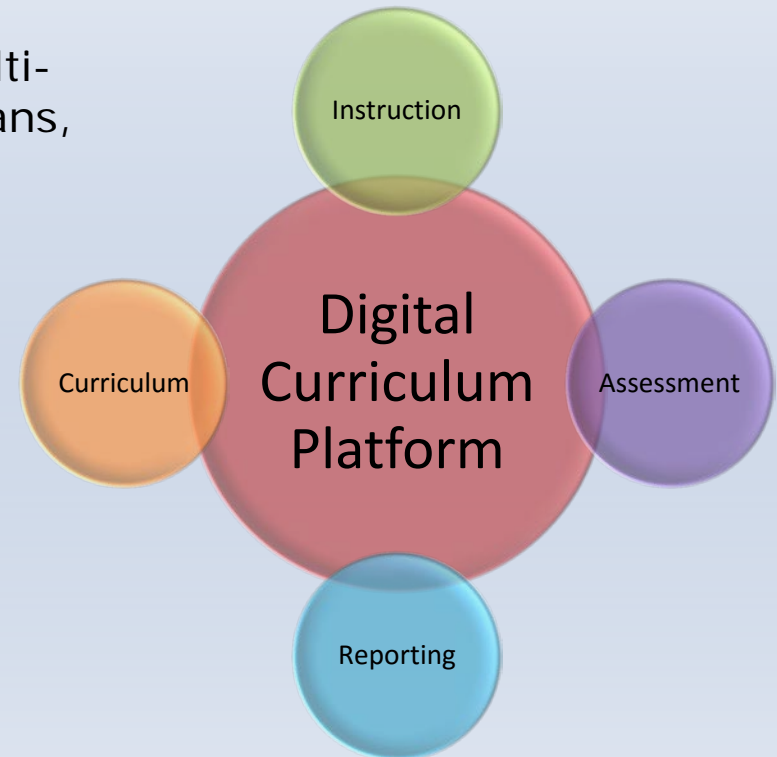 lti-
ans,
Instruction
Digital
Curriculum
Platform
Curriculum
Assessment
Reporting